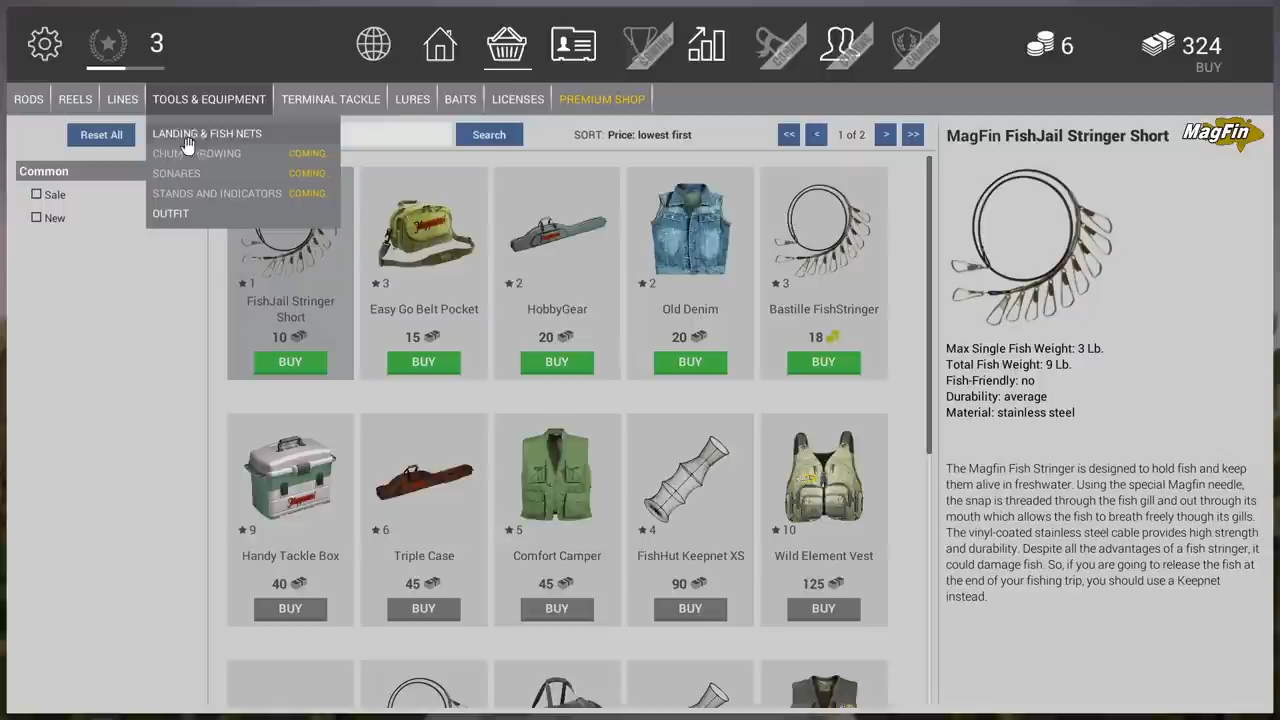 3
COMING
COMING
COMING
COMING
6
324
BUY
RODS
REELS
LINES
TOOLS & EQUIPMENT
TERMINAL TACKLE
LURES
BAITS
LICENSES
PREMIUM SHOP
Reset All
LANDING & FISH NETS
COMING
SONARES
COMING
STANDS AND INDICATORS
COMING
OUTFIT
Search
SORT: Price: lowest first
<<
<
1 of 2
>
>>
Common
Sale
New
1
FishJail Stringer
Short
10
BUY
3
Easy Go Belt Pocket
15
BUY
2
HobbyGear
20
BUY
2
Old Denim
20
BUY
3
Bastille FishStringer
18
BUY
9
Handy Tackle Box
40
BUY
6
Triple Case
45
BUY
5
Comfort Camper
45
BUY
4
FishHut Keepnet XS
90
BUY
10
Wild Element Vest
125
BUY
MagFin FishJail Stringer Short
MagFin
Max Single Fish Weight: 3 Lb.
Total Fish Weight: 9 Lb.
Fish-Friendly: no
Durability: average
Material: stainless steel
The Magfin Fish Stringer is designed to hold fish and keep
them alive in freshwater. Using the special Magfin needle,
the snap is threaded through the fish gill and out through its
mouth which allows the fish to breath freely though its gills.
The vinyl-coated stainless steel cable provides high strength
and durability. Despite all the advantages of a fish stringer, it
could damage fish. So, if you are going to release the fish at
the end of your fishing trip, you should use a Keepnet
instead.